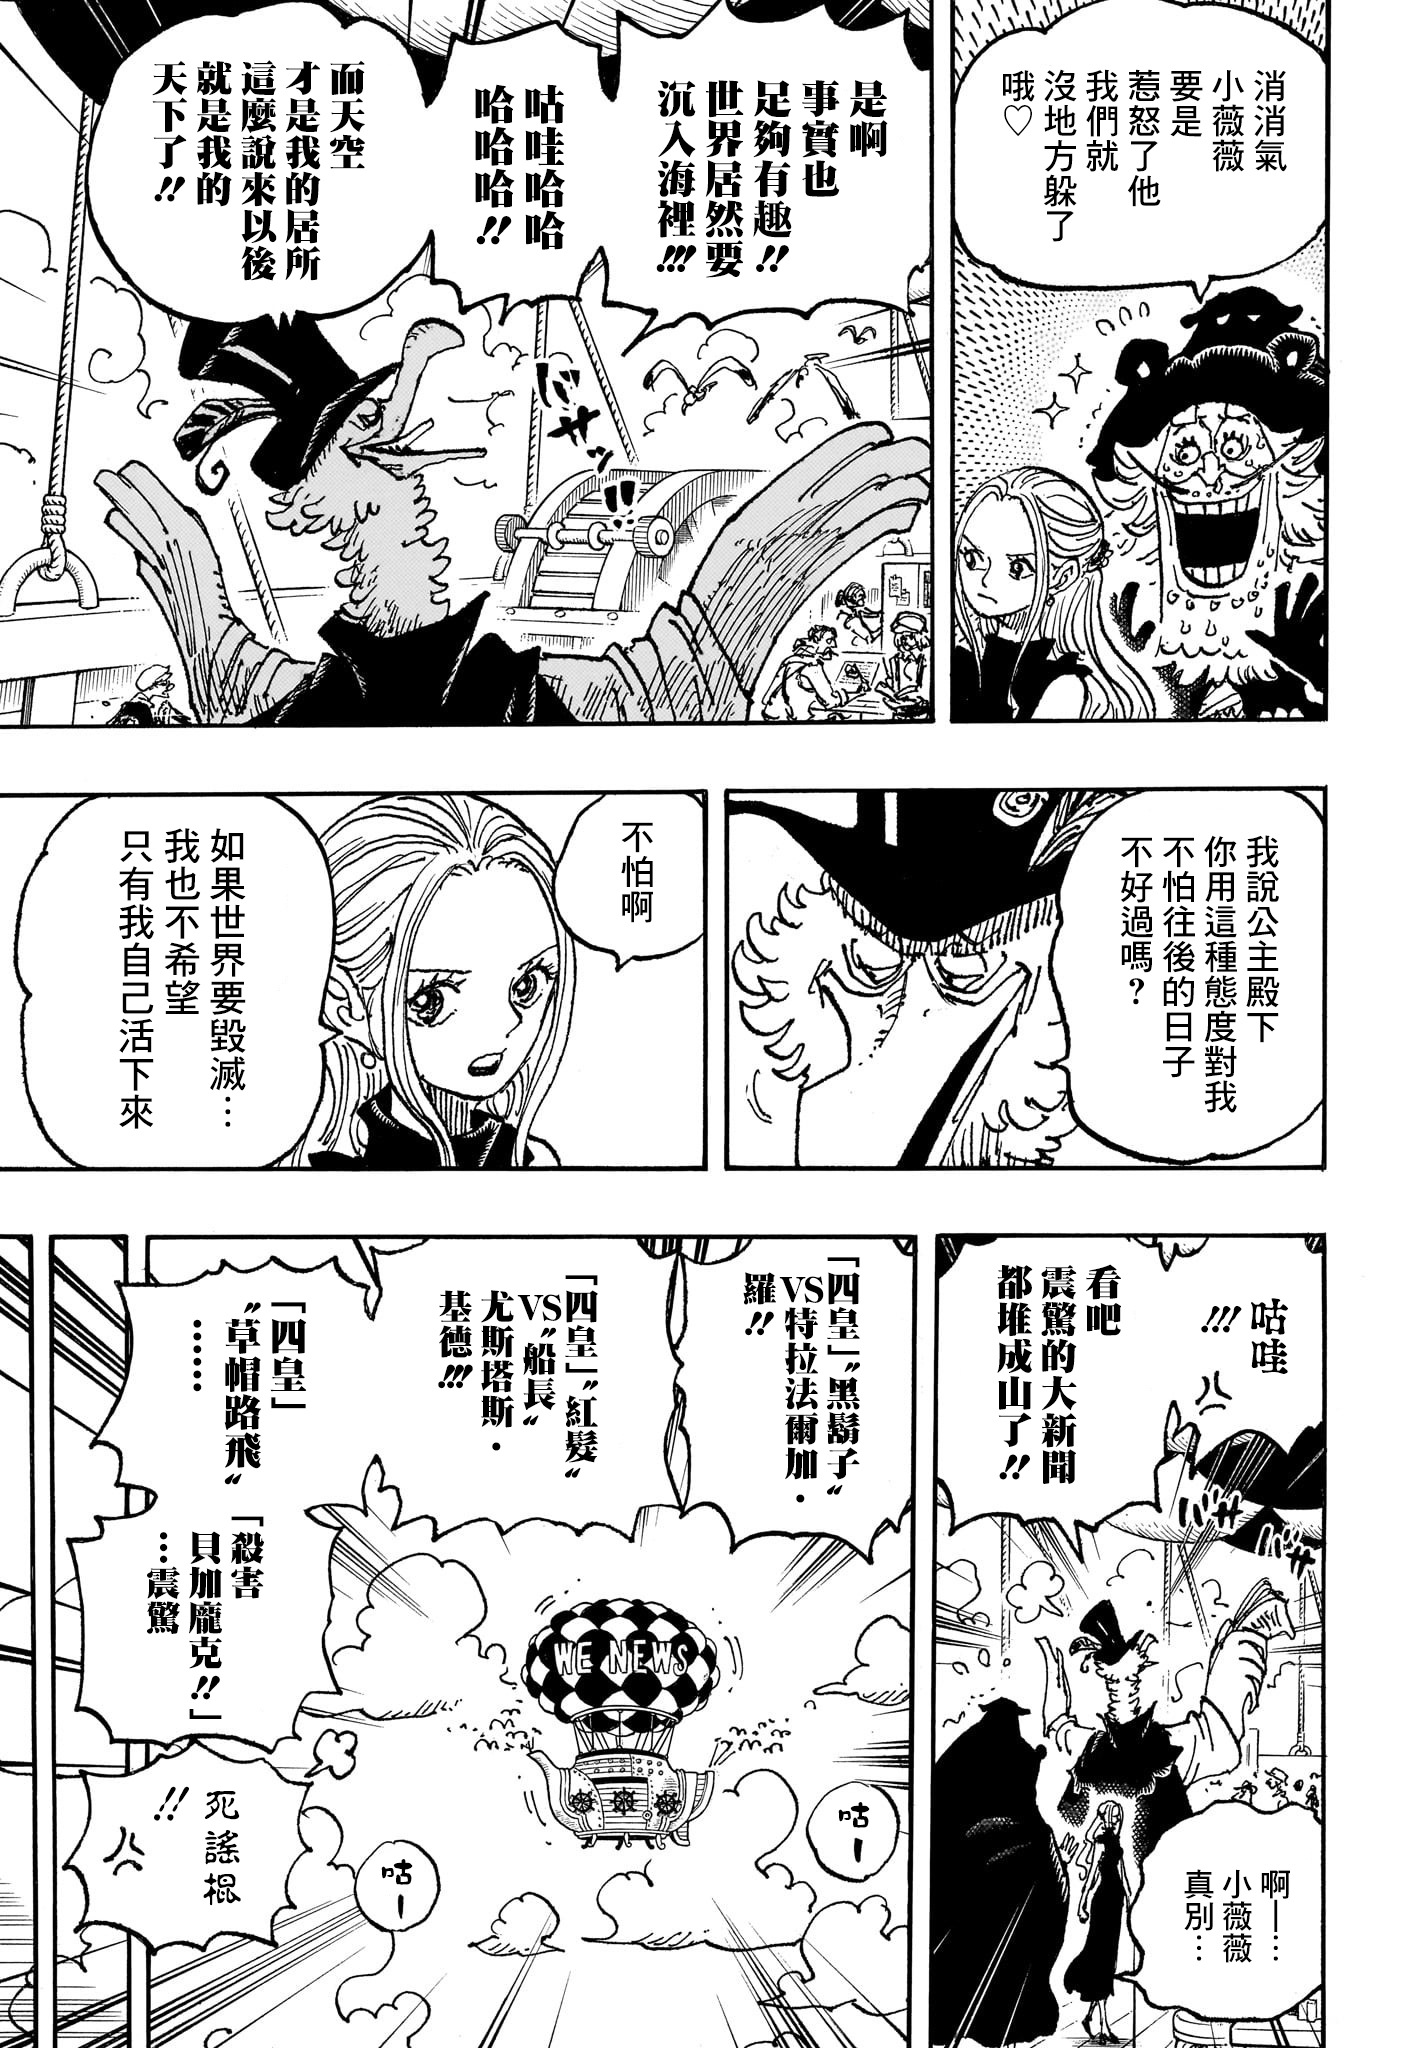 消消氣
小薇薇
要是
惹怒了他
我們就
沒地方躲了
哦♡
是啊
事實也
足夠有趣!!
世界居然要
沉入海裡!!!
咕哇哈哈
哈哈哈!!
而天空
才是我的居所
這麼說來以後
就是我的
天下了!!
バサッ
!!
我說公主殿下
你用這種態度對我
不怕往後的日子
不好過嗎?
不怕啊
如果世界要毀滅…
我也不希望
只有我自己活下來
咕哇
!!!
看吧
震驚的大新聞
都堆成山了!!
バサ
バサ
啊——…
小薇薇
真別…
「四皇」“黑鬍子”
VS特拉法爾加·
羅!!
「四皇」“紅髮”
VS“船長”
尤斯塔斯·
基德!!!
「四皇」
“草帽路飛”
……
「殺害
貝加龐克!!」
…震驚
WE NEWS
咕ー
咕ー
死謠棍
!!